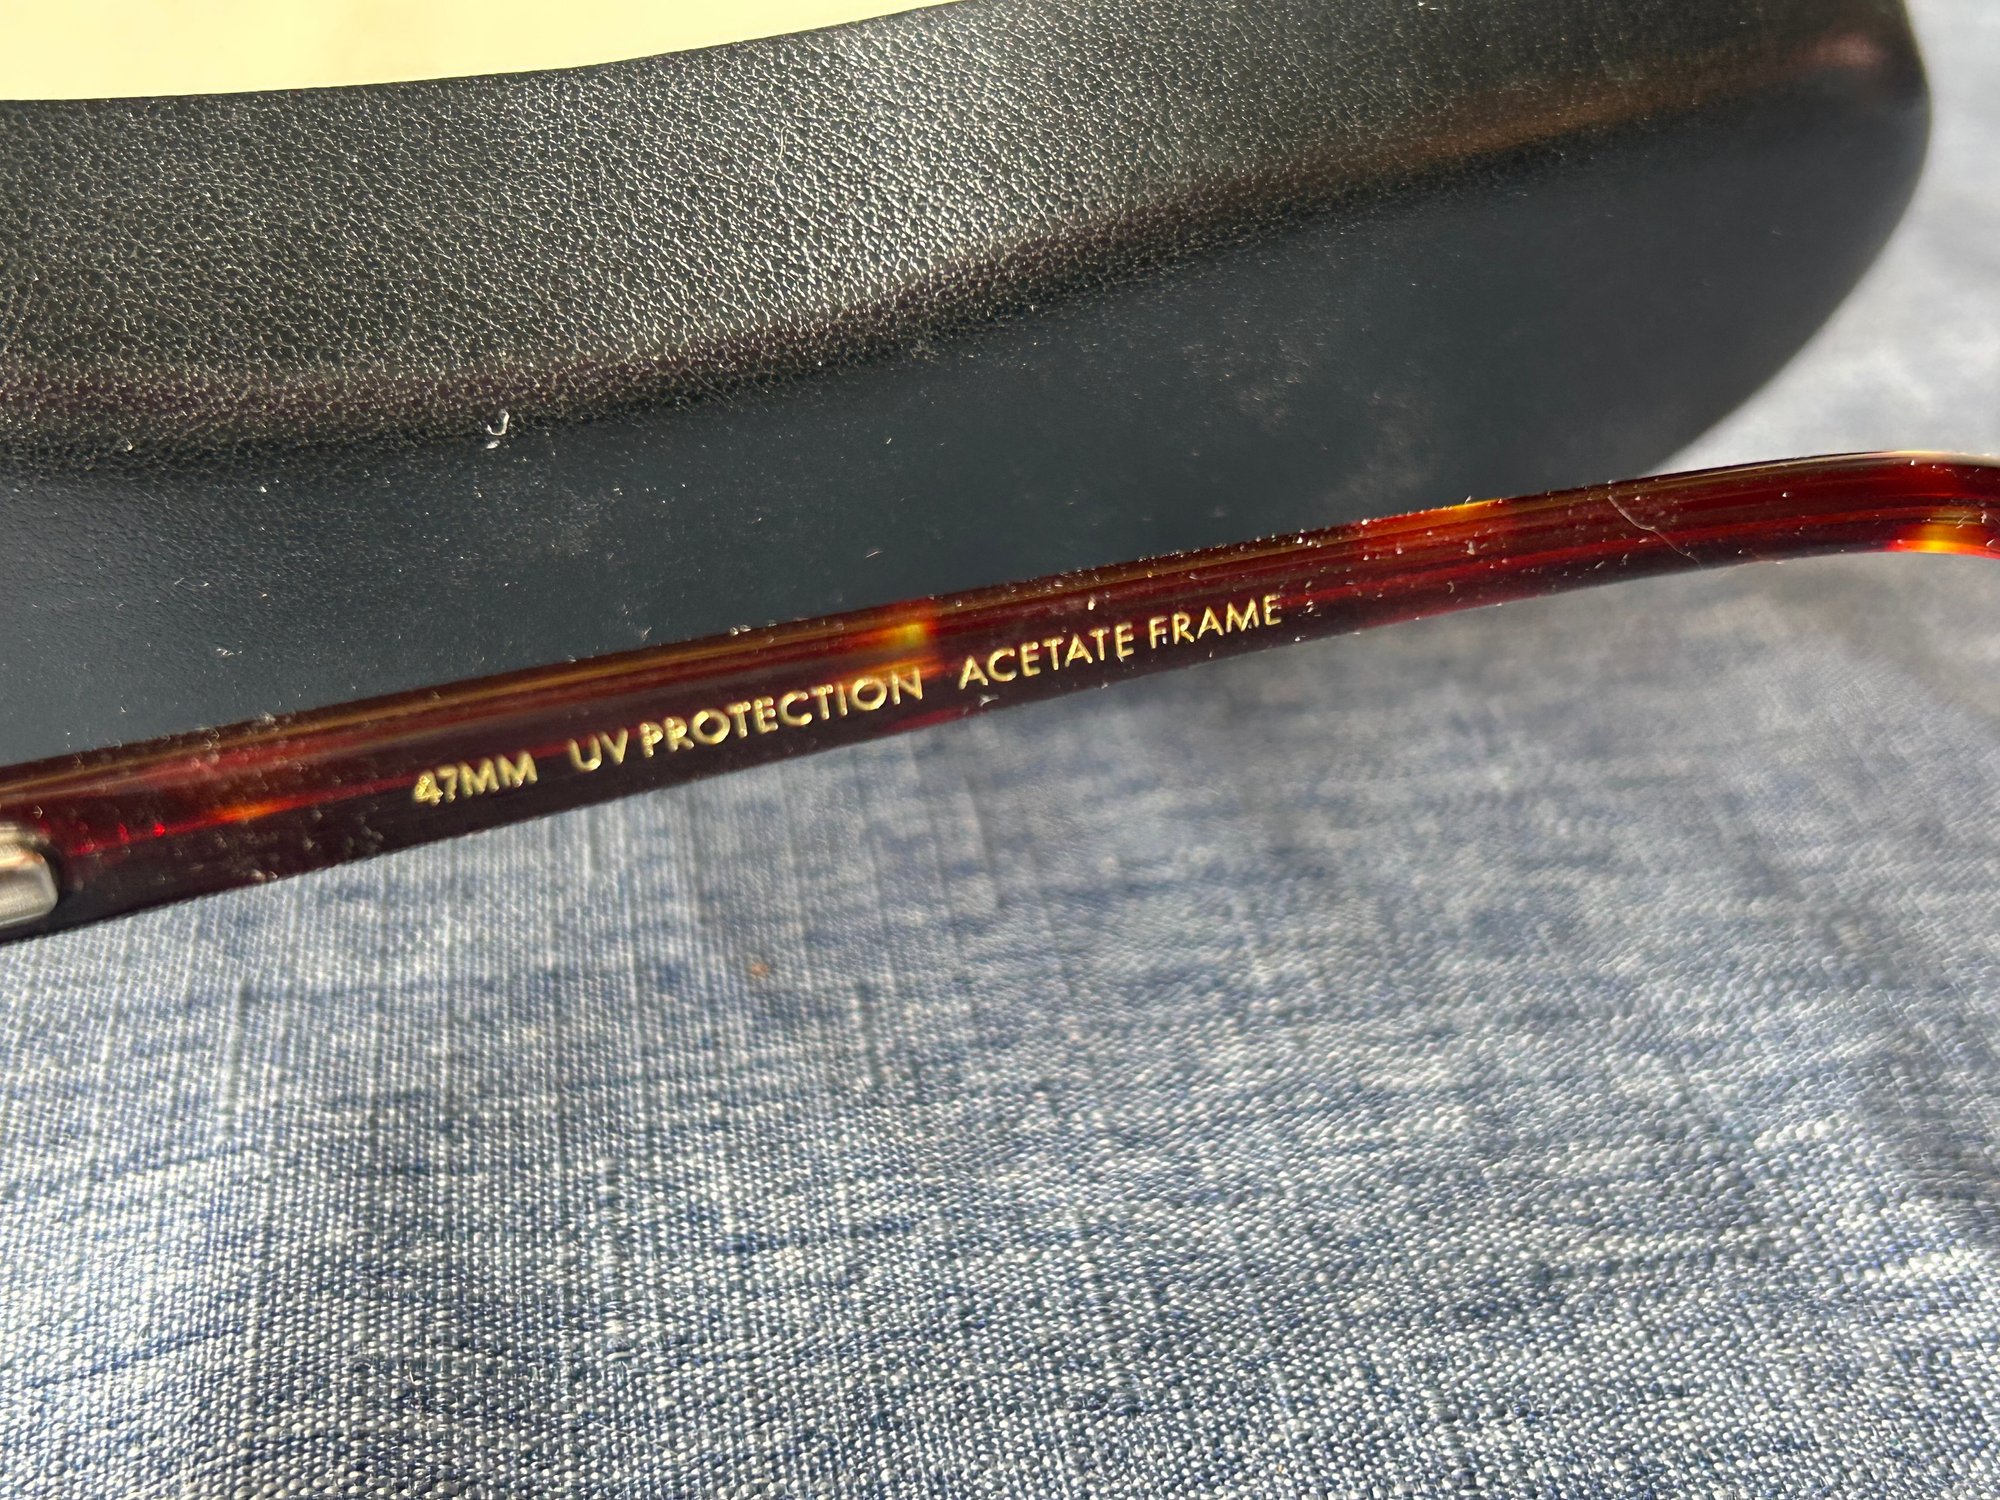 47MM UV PROTECTION ACETATE FRAME